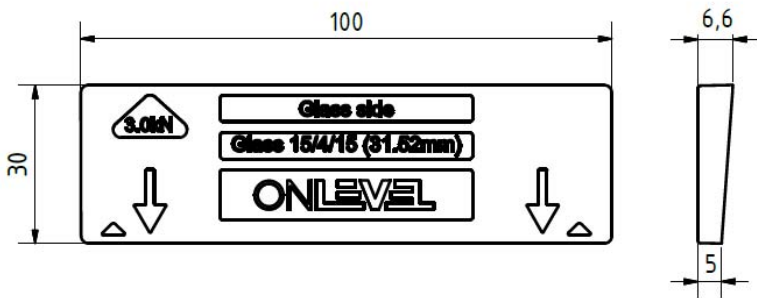 100
6,6
Glass side
3.0kN
Glass 15/4/15 (31.52mm)
30
ONLEVEL
5